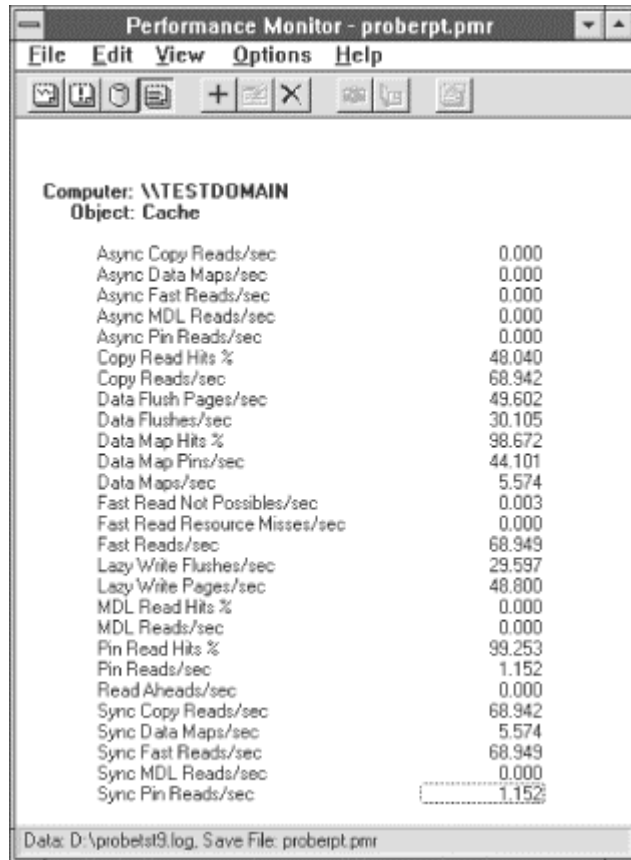 Performance Monitor - proberpt.pmr
File Edit View Options Help
Computer: \\TESTDOMAIN
Object: Cache
Async Copy Reads/sec 0.000
Async Data Maps/sec 0.000
Async Fast Reads/sec 0.000
Async MDL Reads/sec 0.000
Async Pin Reads/sec 0.000
Copy Read Hits % 48.040
Copy Reads/sec 68.942
Data Flush Pages/sec 49.602
Data Flushes/sec 30.105
Data Map Hits % 98.672
Data Map Pins/sec 44.101
Data Maps/sec 5.574
Fast Read Not Possibles/sec 0.003
Fast Read Resource Misses/sec 0.000
Fast Reads/sec 68.949
Lazy Write Flushes/sec 29.597
Lazy Write Pages/sec 48.800
MDL Read Hits % 0.000
MDL Reads/sec 0.000
Pin Read Hits % 99.253
Pin Reads/sec 1.152
Read Aheads/sec 0.000
Sync Copy Reads/sec 68.942
Sync Data Maps/sec 5.574
Sync Fast Reads/sec 68.949
Sync MDL Reads/sec 0.000
Sync Pin Reads/sec 1.152
Data: D:\probetst9.log, Save File: proberpt.pmr